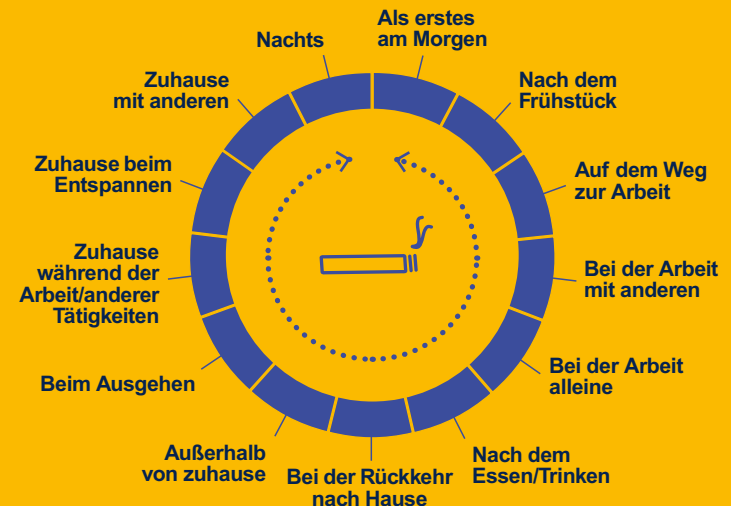 Als erstes
am Morgen
Nach dem
Frühstück
Auf dem Weg
zur Arbeit
Bei der Arbeit
mit anderen
Bei der Arbeit
alleine
Nach dem
Essen/Trinken
Bei der Rückkehr
nach Hause
Außerhalb
von zuhause
Beim Ausgehen
Zuhause
während der
Arbeit/anderer
Tätigkeiten
Zuhause beim
Entspannen
Zuhause
mit anderen
Nachts